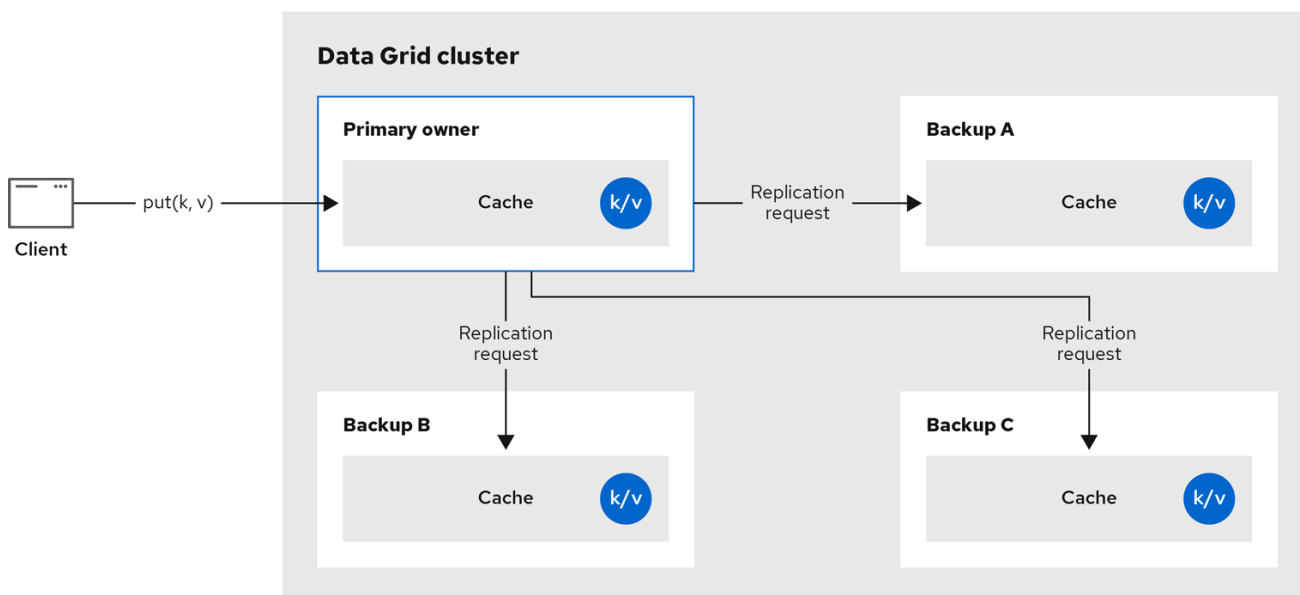 Data Grid cluster
Primary owner
Cache
k/v
Backup A
Cache
k/v
put(k, v)
Client
Replication
request
Replication
request
Replication
request
Backup B
Cache
k/v
Backup C
Cache
k/v